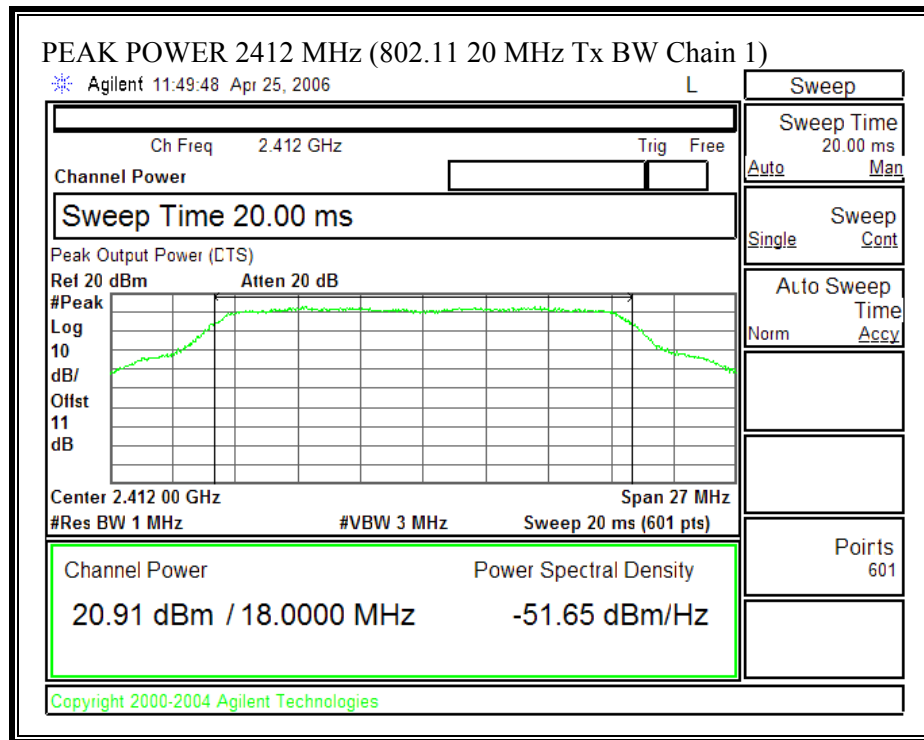 PEAK POWER 2412 MHz (802.11 20 MHz Tx BW Chain 1)
Agilent 11:49:48 Apr 25, 2006 L
Ch Freq 2.412 GHz Trig Free
Channel Power
Sweep Time 20.00 ms
Peak Output Power (DTS)
Ref 20 dBm Atten 20 dB
#Peak
Log
10
dB/
Offst
11
dB
Center 2.412 00 GHz Span 27 MHz
#Res BW 1 MHz #VBW 3 MHz Sweep 20 ms (601 pts)
Channel Power Power Spectral Density
20.91 dBm / 18.0000 MHz -51.65 dBm/Hz
Copyright 2000-2004 Agilent Technologies
Sweep
Sweep Time
20.00 ms
Auto Man
Sweep
Single Cont
Auto Sweep
Time
Norm Accy
Points
601